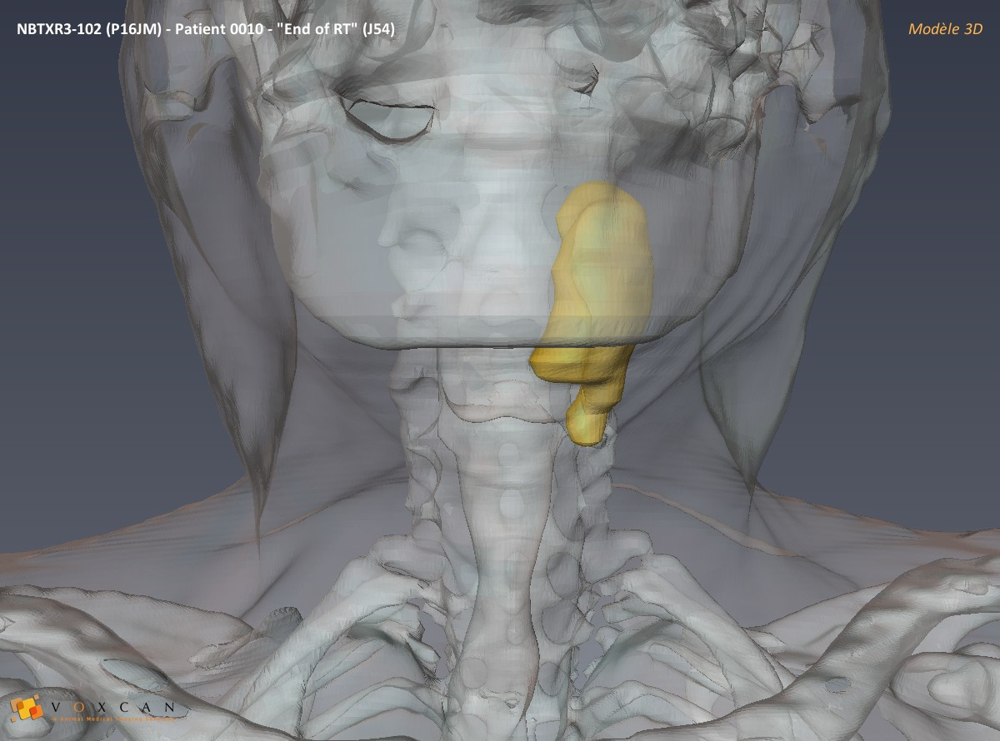 NBTXR3-102 (P16JM) - Patient 0010 - "End of RT" (J54)
Modèle 3D
VOXCAN